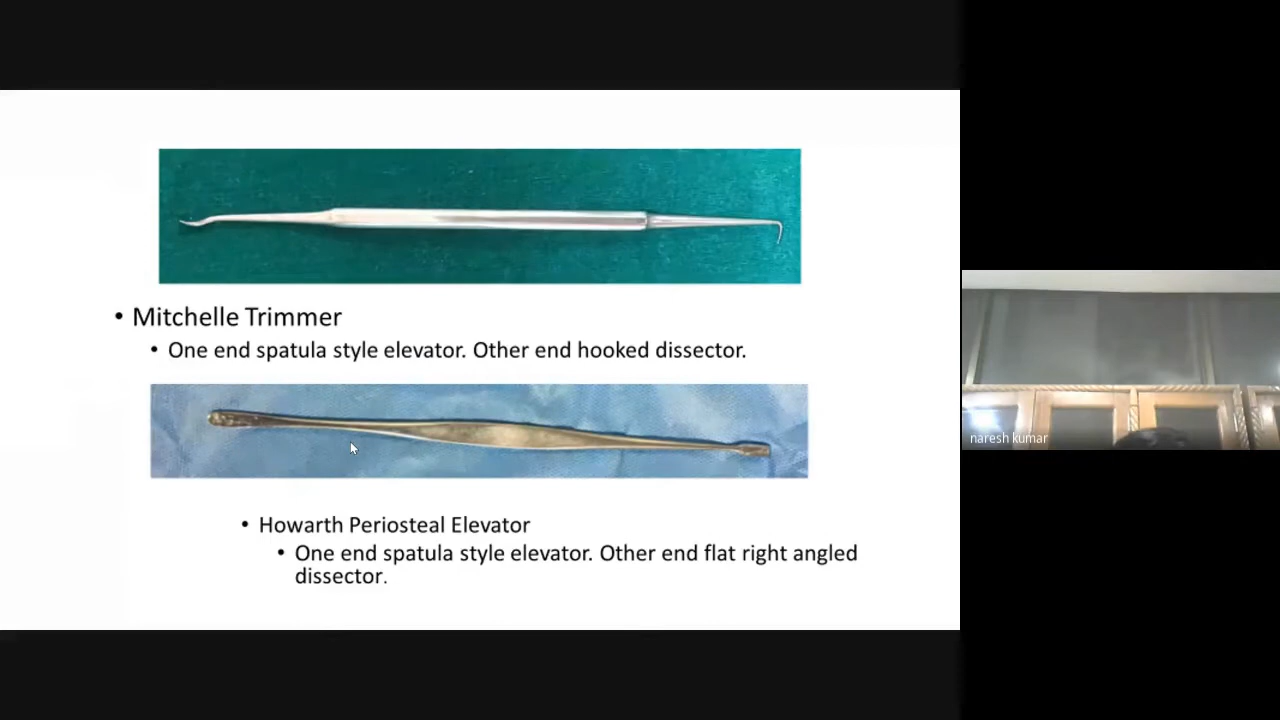 • Mitchelle Trimmer
• One end spatula style elevator. Other end hooked dissector.
naresh kumar
• Howarth Periosteal Elevator
• One end spatula style elevator. Other end flat right angled
dissector.